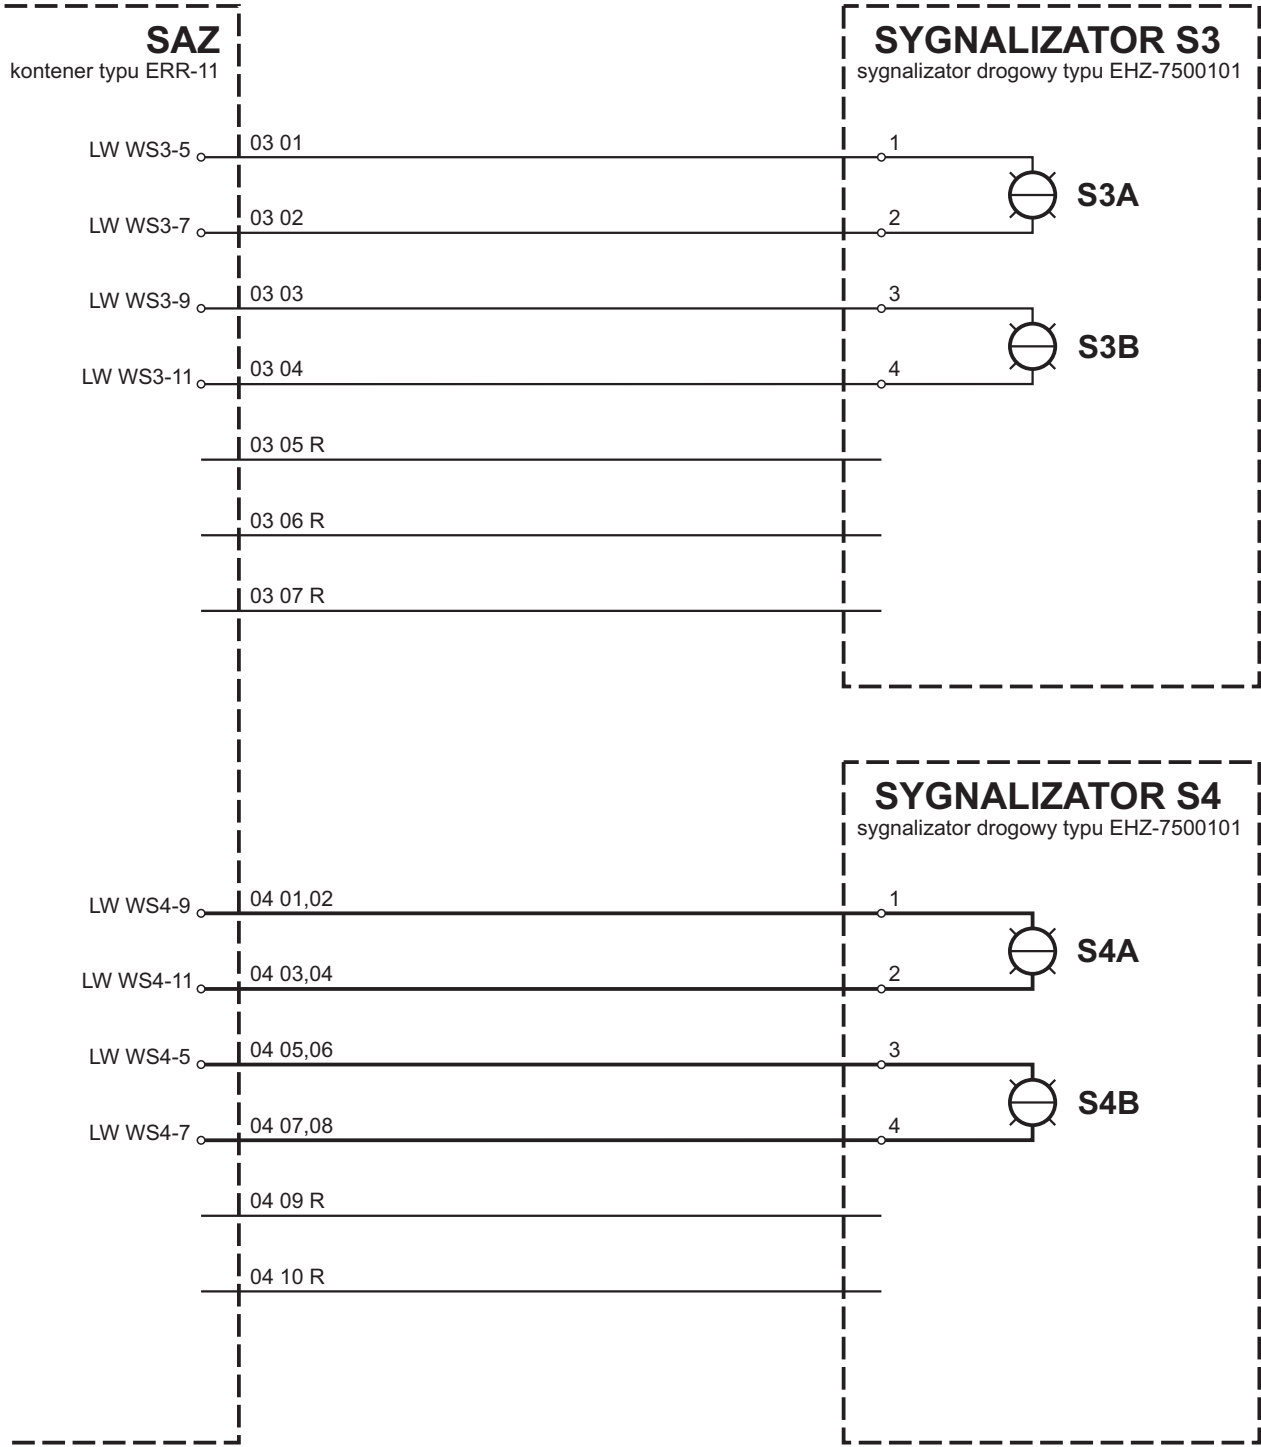 SAZ
kontener typu ERR-11
SYGNALIZATOR S3
sygnalizator drogowy typu EHZ-7500101
LW WS3-5
03 01
1
S3A
LW WS3-7
03 02
2
LW WS3-9
03 03
3
S3B
LW WS3-11
03 04
4
03 05 R
03 06 R
03 07 R
SYGNALIZATOR S4
sygnalizator drogowy typu EHZ-7500101
LW WS4-9
04 01,02
1
S4A
LW WS4-11
04 03,04
2
LW WS4-5
04 05,06
3
S4B
LW WS4-7
04 07,08
4
04 09 R
04 10 R